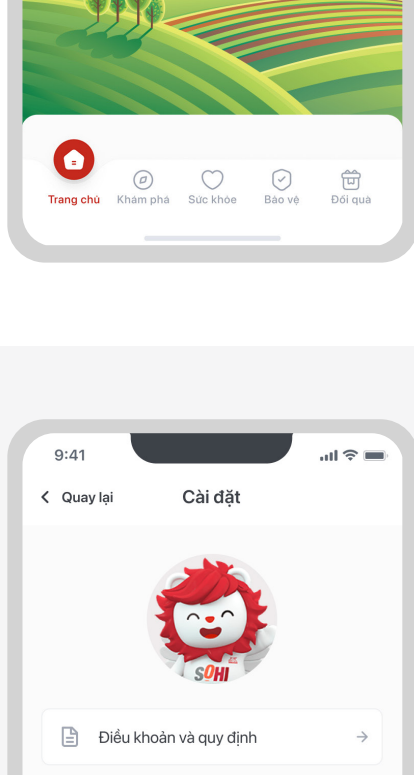 Trang chủ
Khám phá
Sức khỏe
Bảo vệ
Đổi quà
9:41
Quay lại
Cài đặt
SOHI
Điều khoản và quy định